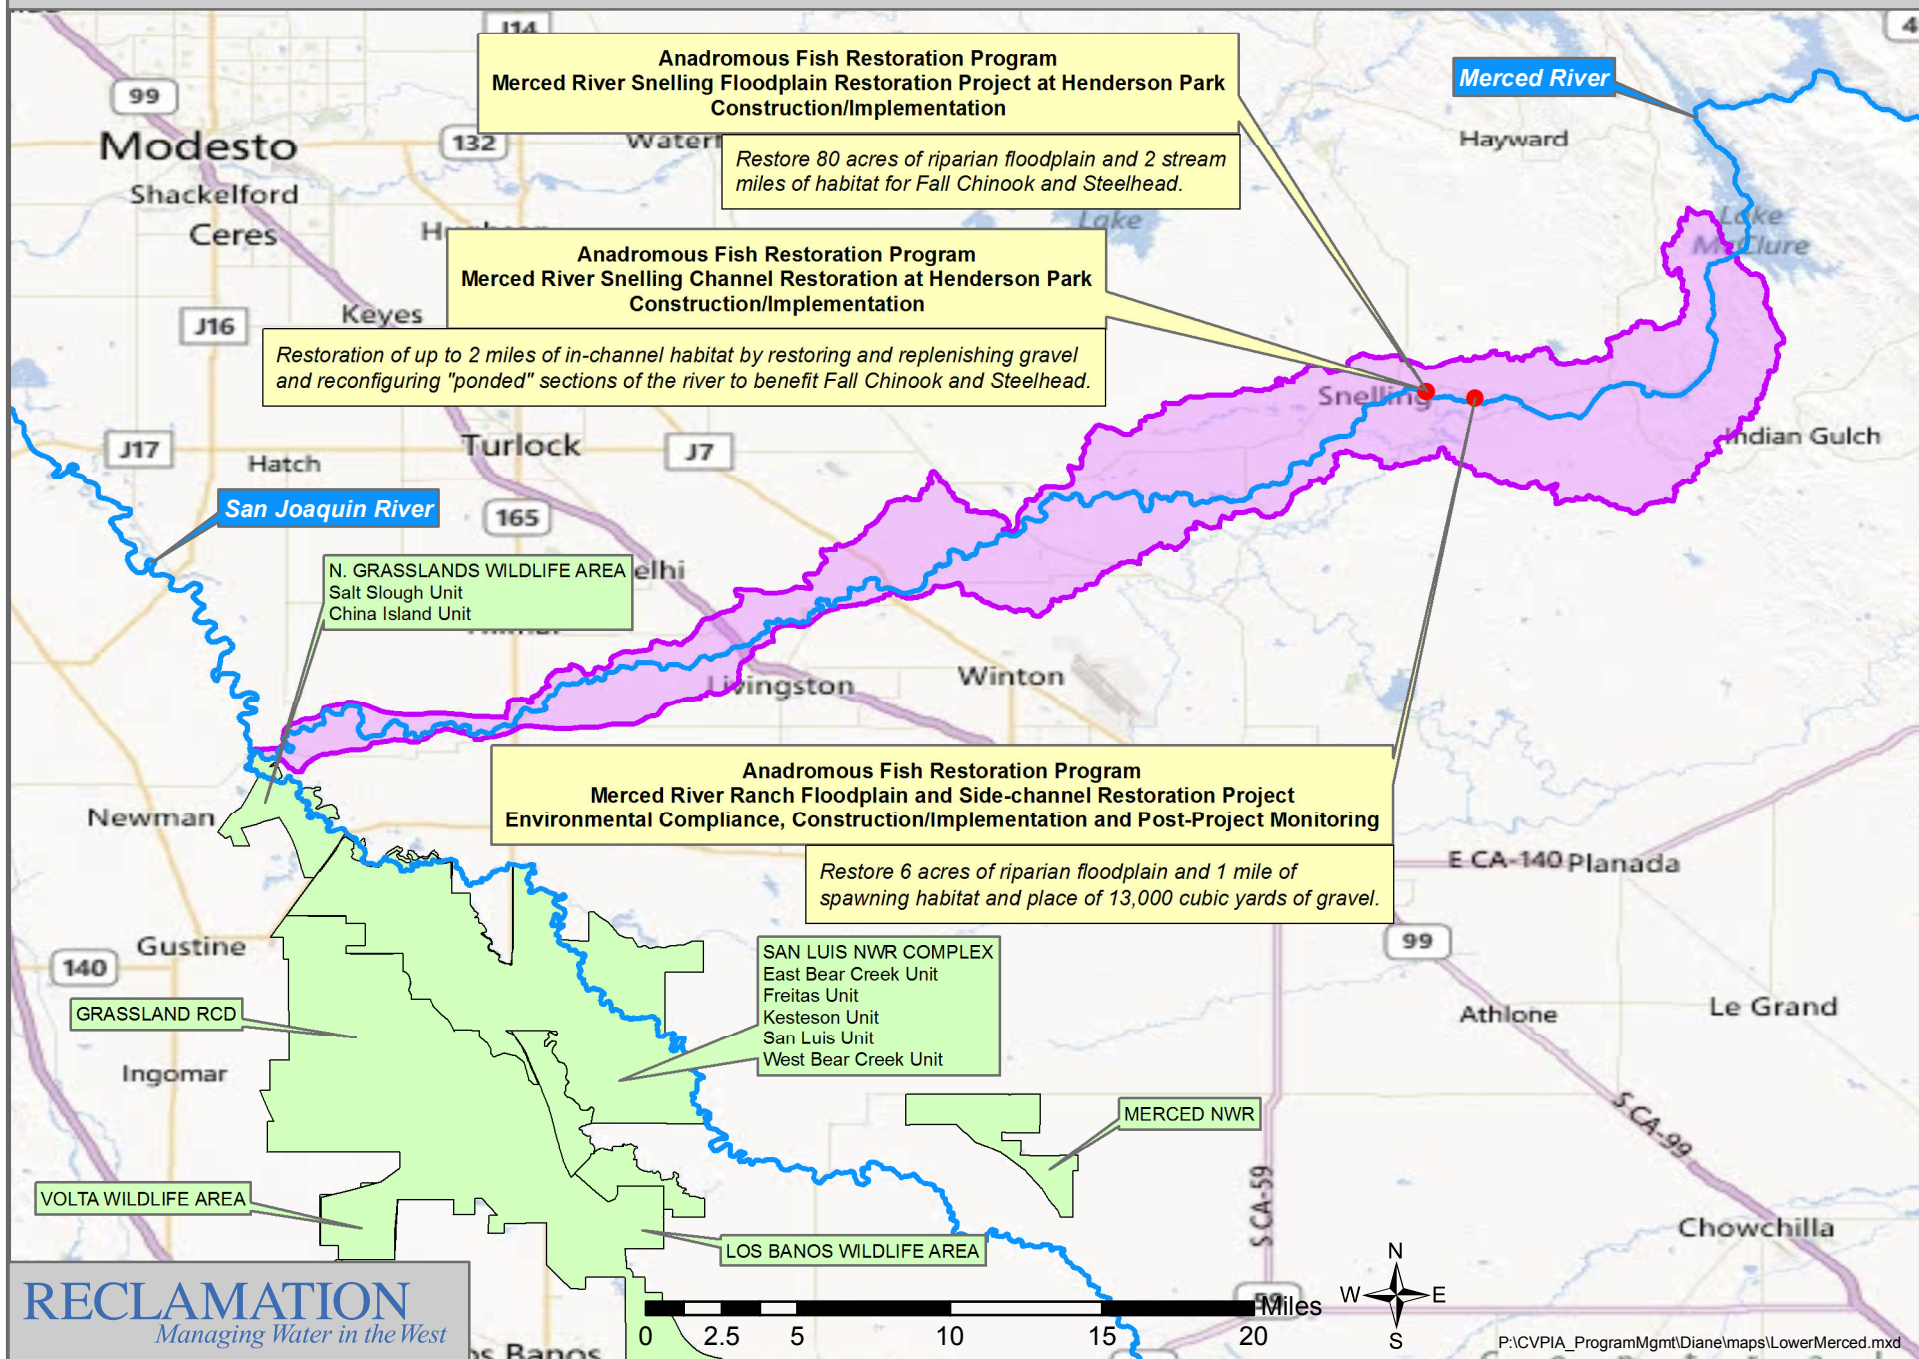 J14
4
99
Modesto
Shackelford
Ceres
132
Anadromous Fish Restoration Program
Merced River Snelling Floodplain Restoration Project at Henderson Park
Construction/Implementation
Restore 80 acres of riparian floodplain and 2 stream
miles of habitat for Fall Chinook and Steelhead.
Merced River
Hayward
Lake
Lake
McClure
Anadromous Fish Restoration Program
Merced River Snelling Channel Restoration at Henderson Park
Construction/Implementation
Restoration of up to 2 miles of in-channel habitat by restoring and replenishing gravel
and reconfiguring "ponded" sections of the river to benefit Fall Chinook and Steelhead.
J16
Keyes
Snelling
Indian Gulch
J17
Hatch
Turlock
J7
San Joaquin River
165
N. GRASSLANDS WILDLIFE AREA
Salt Slough Unit
China Island Unit
elhi
Livingston
Winton
Newman
Anadromous Fish Restoration Program
Merced River Ranch Floodplain and Side-channel Restoration Project
Environmental Compliance, Construction/Implementation and Post-Project Monitoring
Restore 6 acres of riparian floodplain and 1 mile of
spawning habitat and place of 13,000 cubic yards of gravel.
E CA-140
Planada
99
Gustine
140
GRASSLAND RCD
Ingomar
SAN LUIS NWR COMPLEX
East Bear Creek Unit
Freitas Unit
Kesteson Unit
San Luis Unit
West Bear Creek Unit
Athlone
Le Grand
MERCED NWR
S CA-99
S CA-59
VOLTA WILDLIFE AREA
LOS BANOS WILDLIFE AREA
Chowchilla
RECLAMATION
Managing Water in the West
os Banos
59
Miles
0 2.5 5 10 15 20
N
W E
S
P:\CVPIA_ProgramMgmt\Diane\maps\LowerMerced.mxd